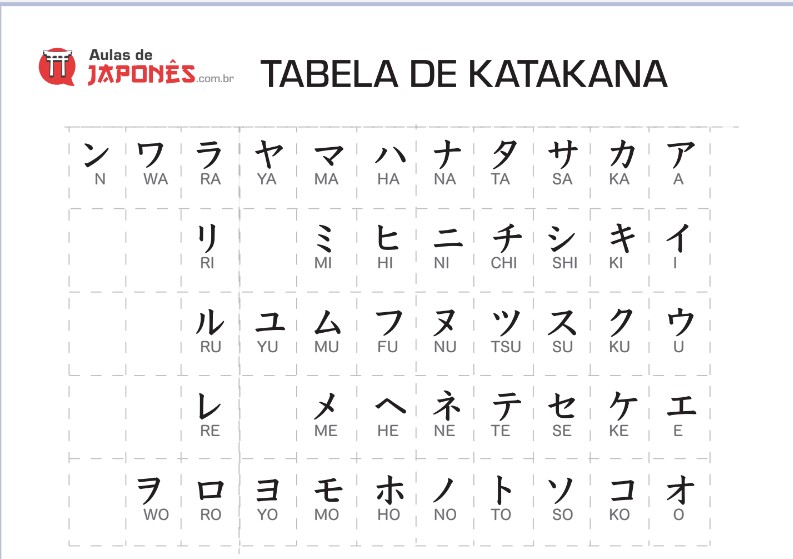 Aulas de
JAPONÊS.com.br
TABELA DE KATAKANA
ン ワ ラ ヤ マ ハ ナ タ サ カ ア
N WA RA YA MA HA NA TA SA KA A
リ ミ ヒ ニ チ シ キ イ
RI MI HI NI CHI SHI KI I
ル ユ ム フ ヌ ツ ス ク ウ
RU YU MU FU NU TSU SU KU U
レ メ ヘ ネ テ セ ケ エ
RE ME HE NE TE SE KE E
ヲ ロ ヨ モ ホ ノ ト ソ コ オ
WO RO YO MO HO NO TO SO KO O